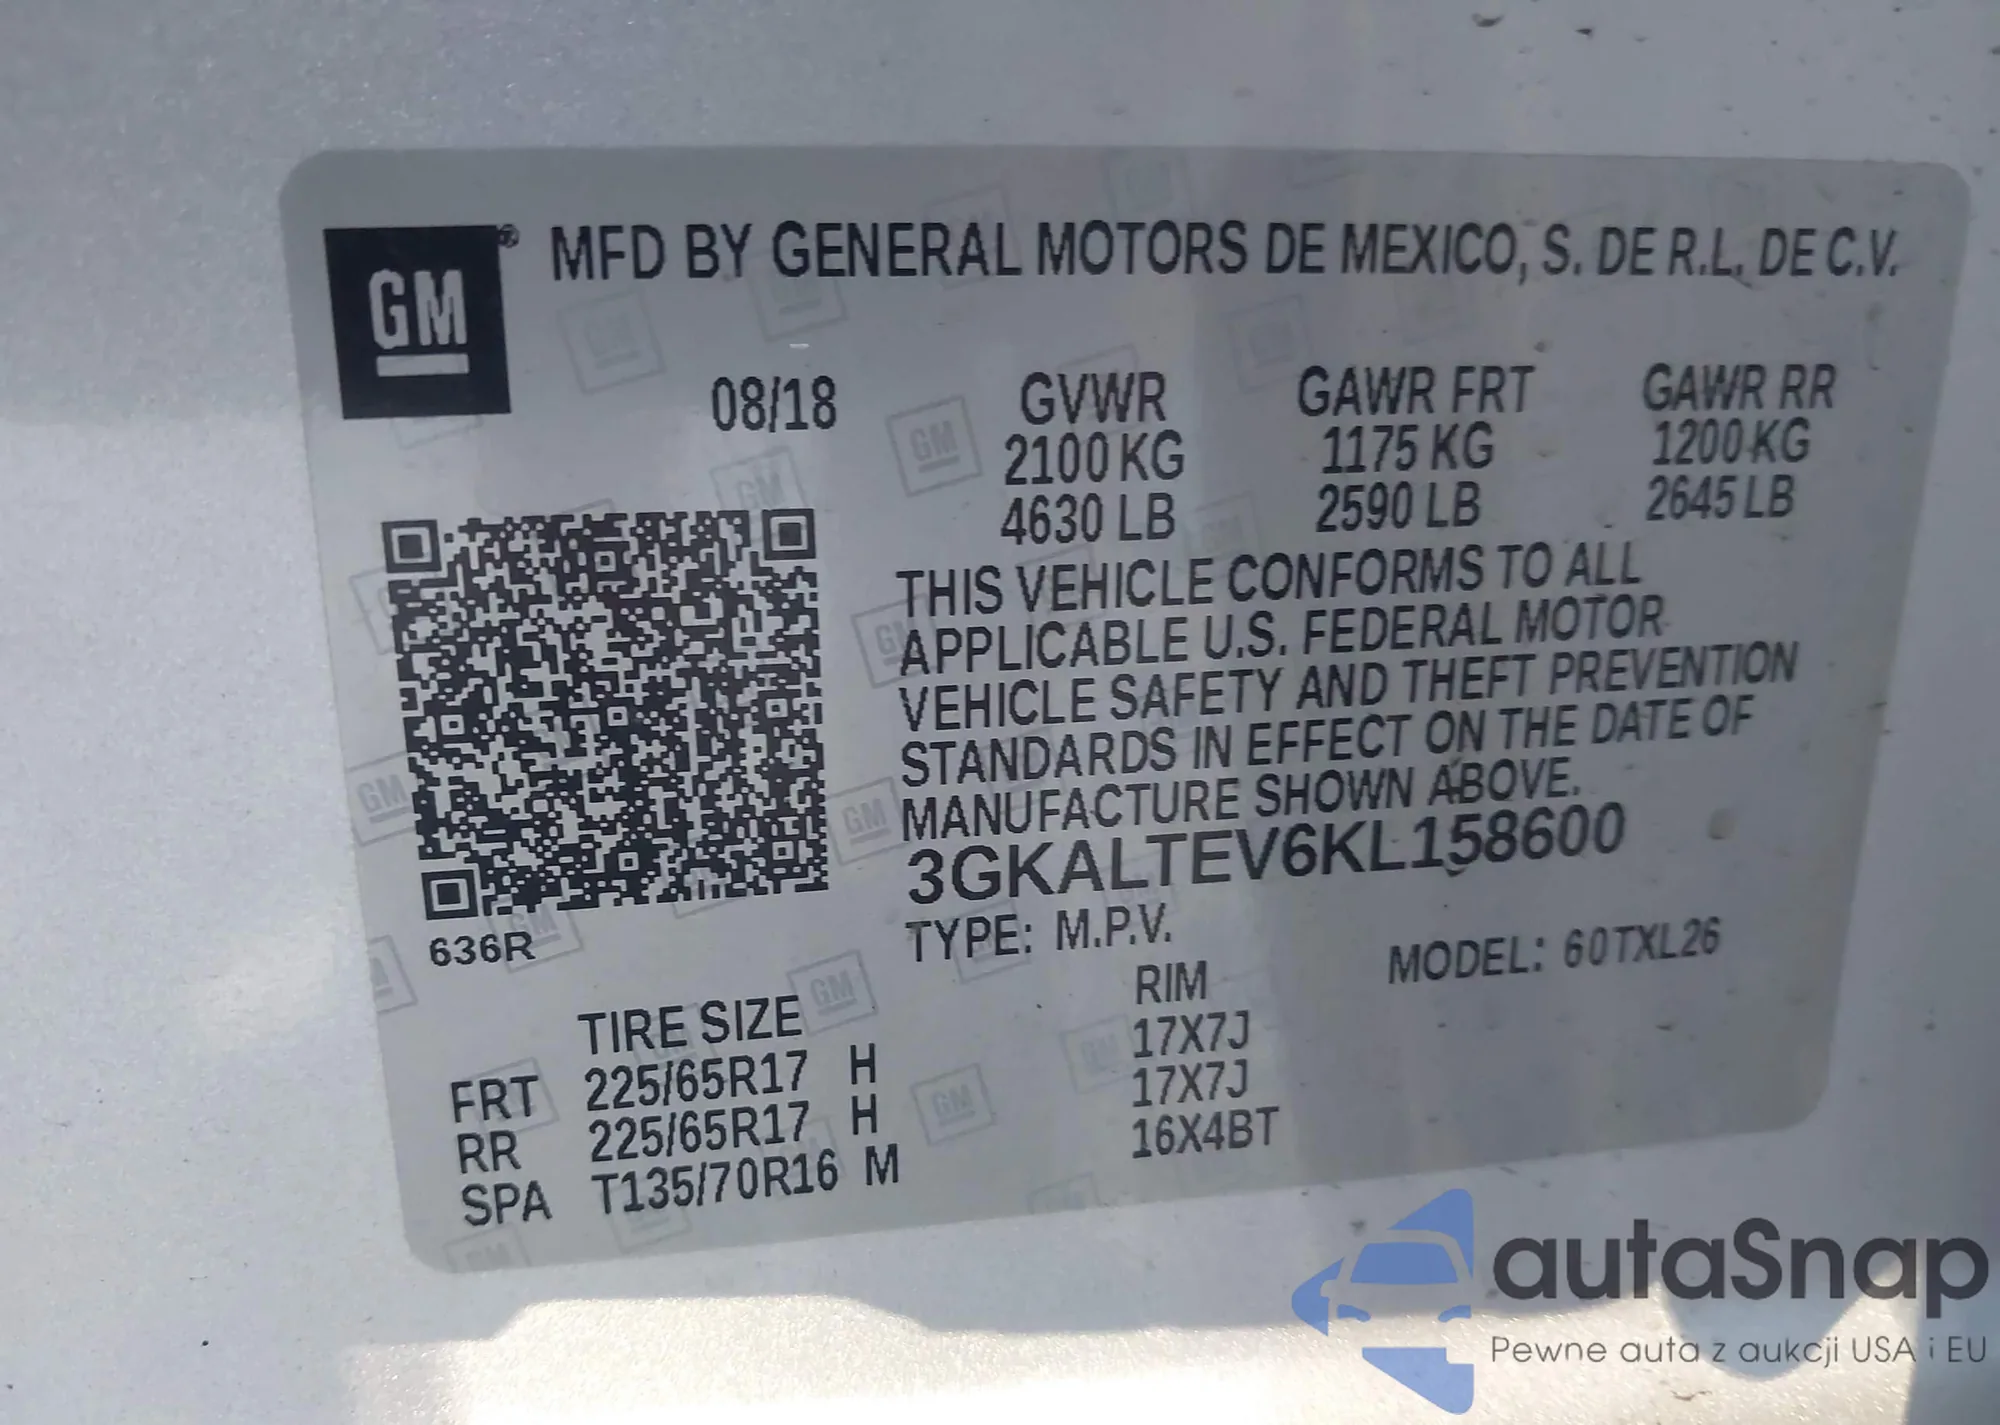 GM ® MFD BY GENERAL MOTORS DE MEXICO, S. DE R.L. DE C.V.
08/18 GVWR GAWR FRT GAWR RR
2100 KG 1175 KG 1200 KG
4630 LB 2590 LB 2645 LB
THIS VEHICLE CONFORMS TO ALL
APPLICABLE U.S. FEDERAL MOTOR
VEHICLE SAFETY AND THEFT PREVENTION
STANDARDS IN EFFECT ON THE DATE OF
MANUFACTURE SHOWN ABOVE.
3GKALTEV6KL158600
636R
TYPE: M.P.V. MODEL: 60TXL26
TIRE SIZE RIM
FRT 225/65R17 H 17X7J
RR 225/65R17 H 17X7J
SPA T135/70R16 M 16X4BT
autaSnap
Pewne auta z aukcji USA i EU